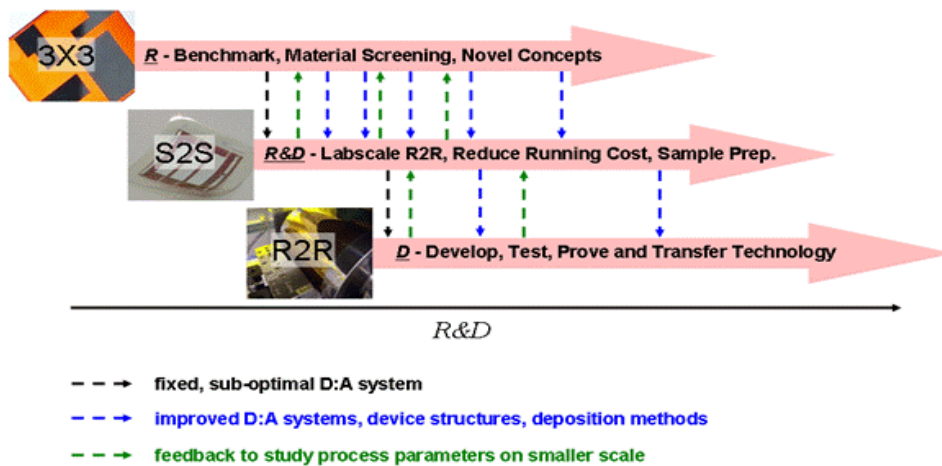 3X3
R - Benchmark, Material Screening, Novel Concepts
S2S
R&D - Labscale R2R, Reduce Running Cost, Sample Prep.
R2R
D - Develop, Test, Prove and Transfer Technology
R&D
fixed, sub-optimal D:A system
improved D:A systems, device structures, deposition methods
feedback to study process parameters on smaller scale